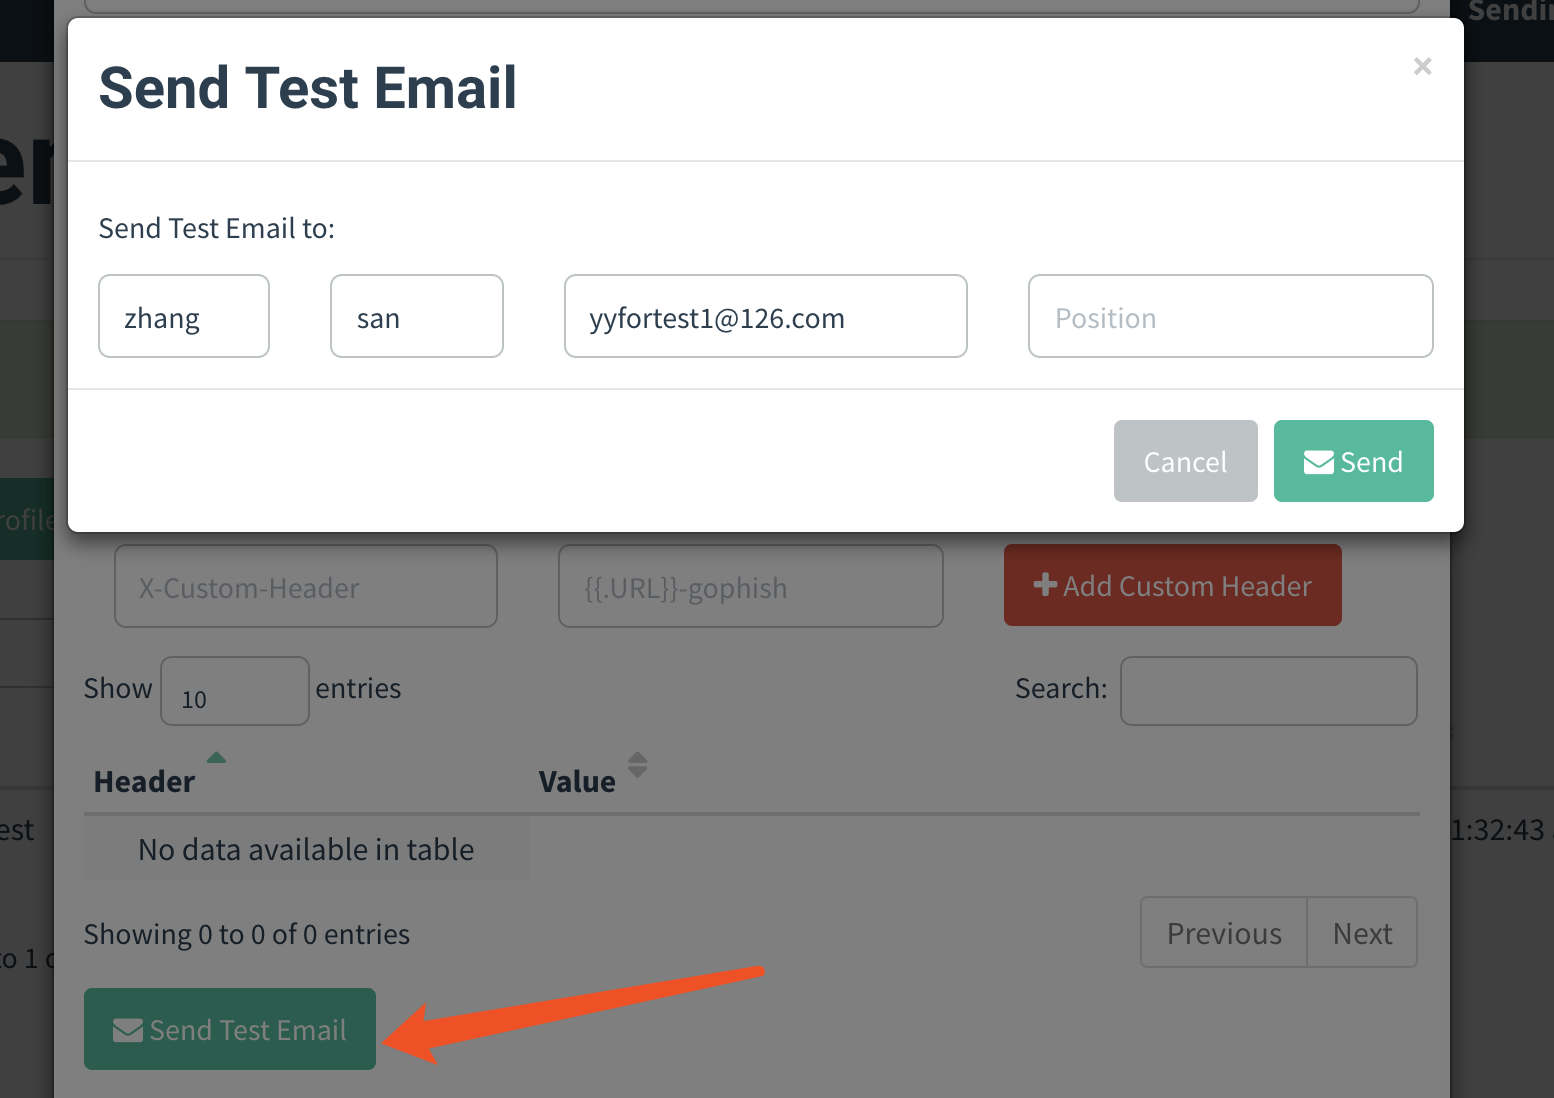 Sendin
Send Test Email
×
Send Test Email to:
zhang
san
yyfortest1@126.com
Position
Cancel
Send
rofile
X-Custom-Header
{{.URL}}-gophish
Add Custom Header
Show 10 entries
Search:
Header
Value
est
No data available in table
1:32:43
Showing 0 to 0 of 0 entries
Previous
Next
to 1 o
Send Test Email